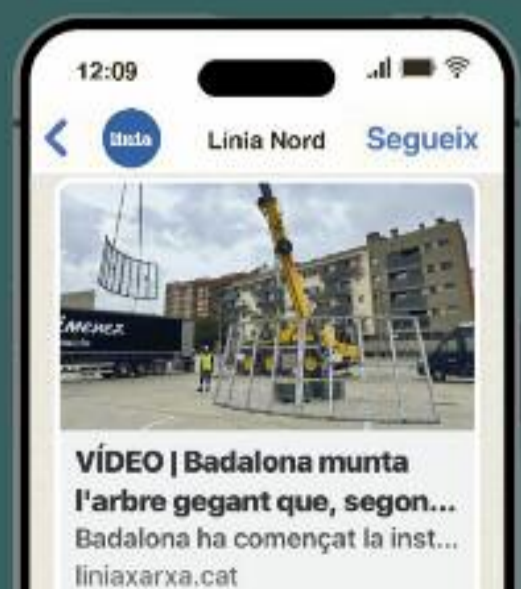 12:09
línia
Linia Nord
Segueix
VÍDEO | Badalona munta
l'arbre gegant que, segon...
Badalona ha començat la inst...
liniaxarxa.cat